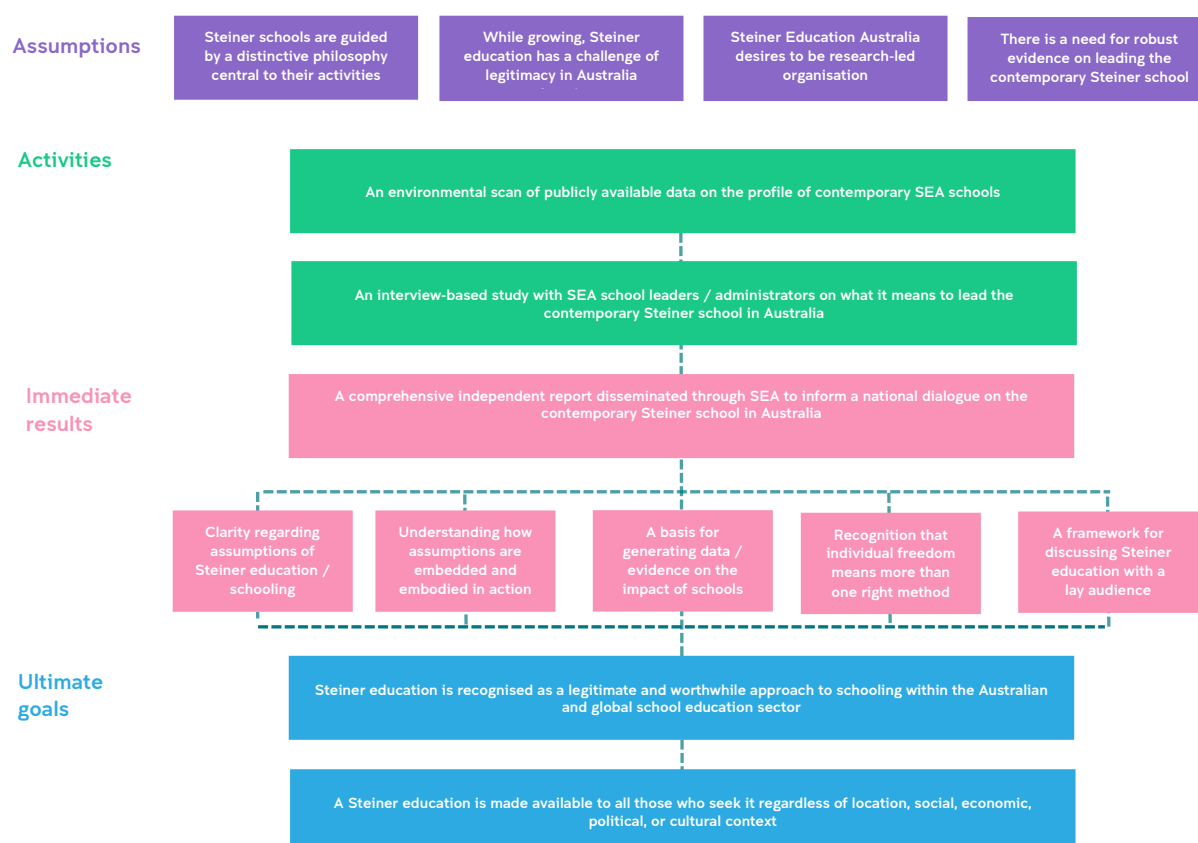 Assumptions
Steiner schools are guided
by a distinctive philosophy
central to their activities
While growing, Steiner
education has a challenge of
legitimacy in Australia
Steiner Education Australia
desires to be research-led
organisation
There is a need for robust
evidence on leading the
contemporary Steiner school
Activities
An environmental scan of publicly available data on the profile of contemporary SEA schools
An interview-based study with SEA school leaders / administrators on what it means to lead the
contemporary Steiner school in Australia
Immediate
results
A comprehensive independent report disseminated through SEA to inform a national dialogue on the
contemporary Steiner school in Australia
Clarity regarding
assumptions of
Steiner education /
schooling
Understanding how
assumptions are
embedded and
embodied in action
A basis for
generating data /
evidence on the
impact of schools
Recognition that
individual freedom
means more than
one right method
A framework for
discussing Steiner
education with a
lay audience
Ultimate
goals
Steiner education is recognised as a legitimate and worthwhile approach to schooling within the Australian
and global school education sector
A Steiner education is made available to all those who seek it regardless of location, social, economic,
political, or cultural context